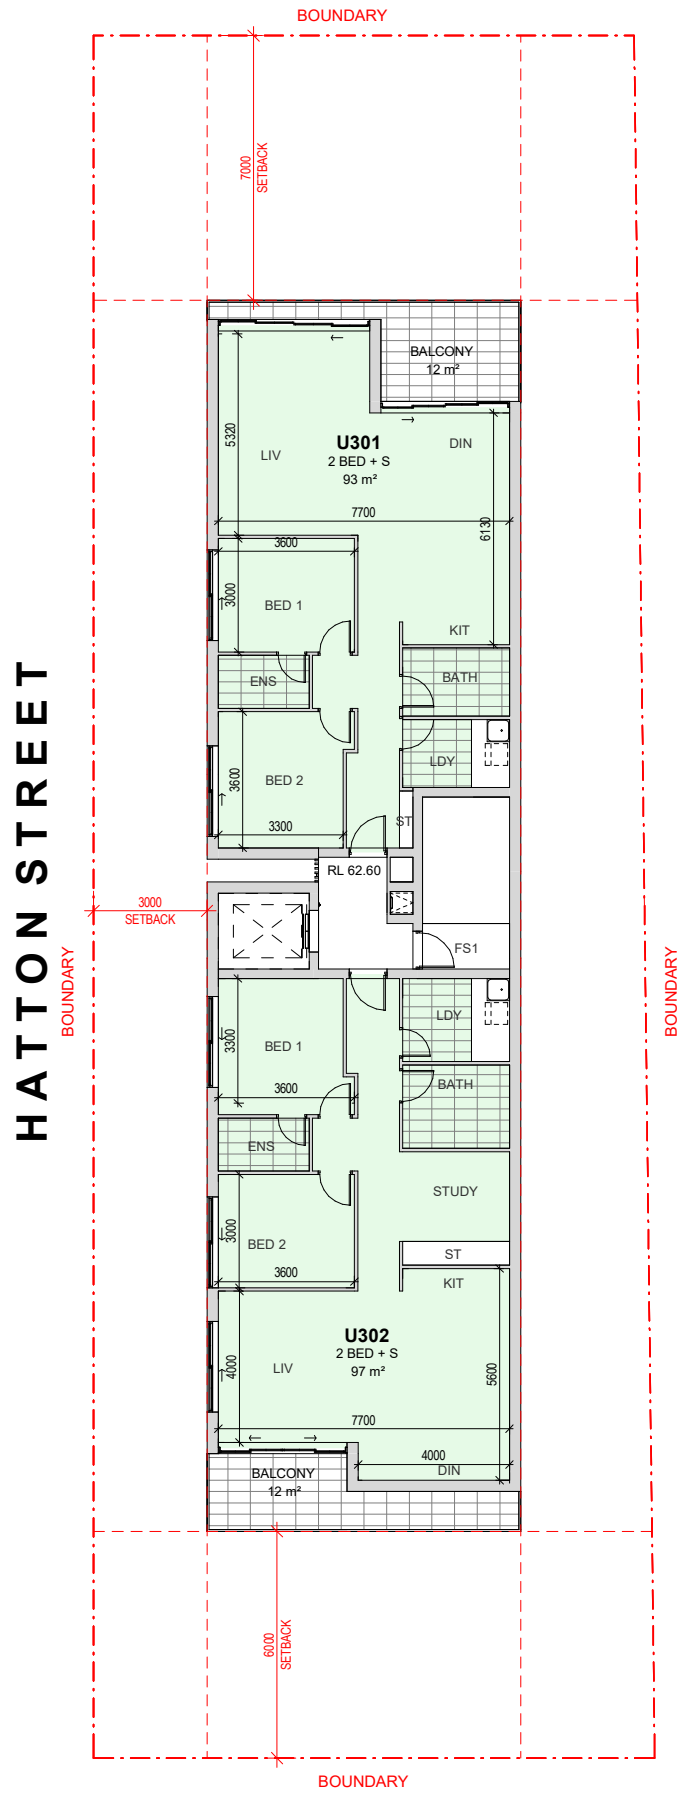 BOUNDARY
7000
SETBACK
BALCONY
12 m²
5320
LIV
U301
2 BED + S
93 m²
DIN
7700
6130
3600
3000
BED 1
KIT
ENS
BATH
3600
BED 2
LDY
3300
ST
RL 62.60
HATTON STREET
3000
SETBACK
BOUNDARY
BOUNDARY
FS1
3300
BED 1
LDY
3600
BATH
ENS
STUDY
3000
BED 2
ST
3600
KIT
U302
2 BED + S
97 m²
4000
LIV
5600
7700
4000
DIN
BALCONY
12 m²
6000
SETBACK
BOUNDARY